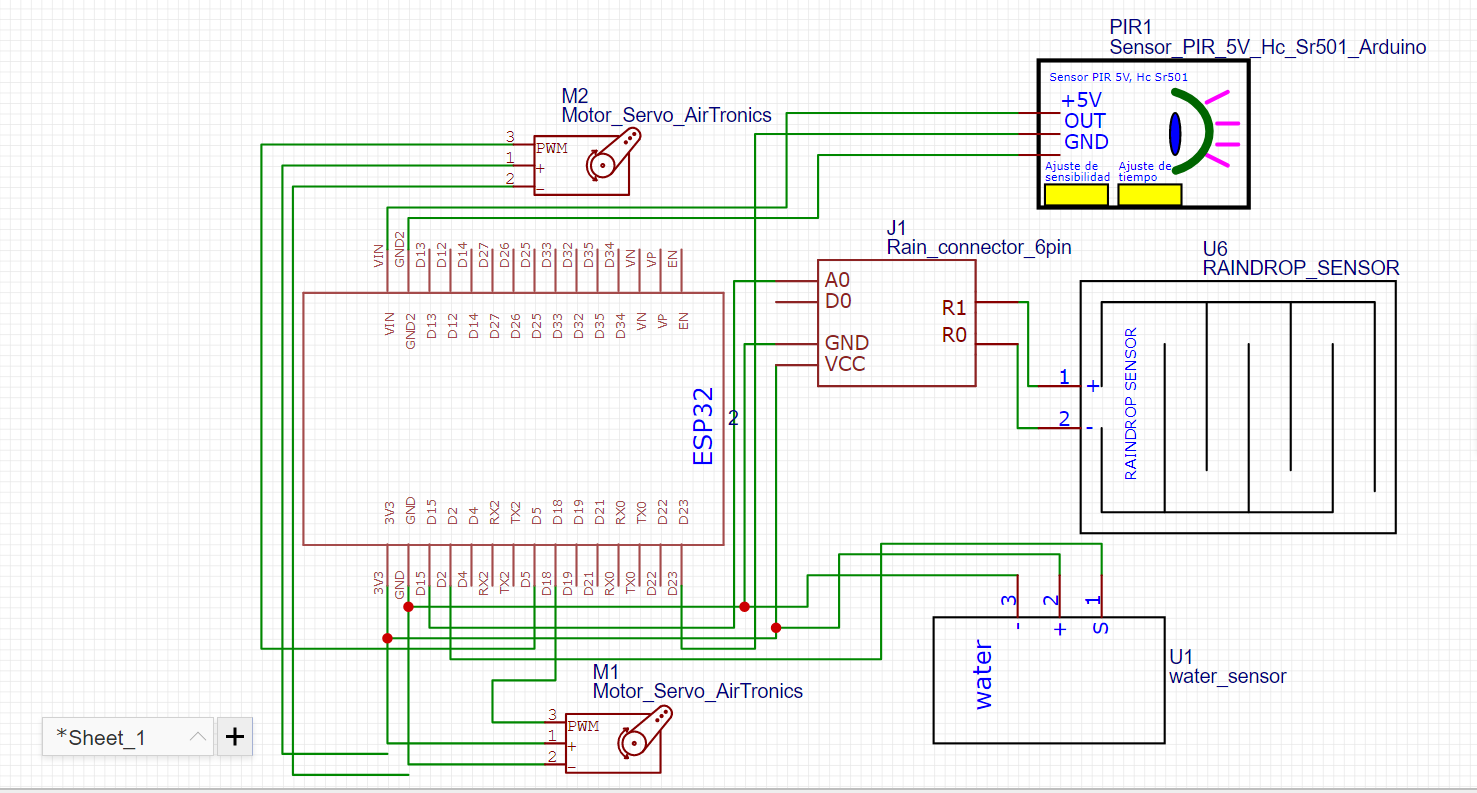 PIR1
Sensor_PIR_5V_Hc_Sr501_Arduino
Sensor PIR 5V, Hc Sr501
+5V
OUT
GND
Ajuste de sensibilidad
Ajuste de tiempo
M2
Motor_Servo_AirTronics
3
PWM
1
+
2
-
J1
Rain_connector_6pin
A0
D0
GND
VCC
R1
R0
U6
RAINDROP_SENSOR
RAINDROP SENSOR
1
+
2
-
VIN GND2 D13 D12 D14 D27 D26 D25 D33 D32 D35 D34 VN VP EN
VIN GND2 D13 D12 D14 D27 D26 D25 D33 D32 D35 D34 VN VP EN
ESP32
2
3V3 GND D15 D2 D4 RX2 TX2 D5 D18 D19 D21 RX0 TX0 D22 D23
3V3 GND D15 D2 D4 RX2 TX2 D5 D18 D19 D21 RX0 TX0 D22 D23
3 2 1
- + S
water
U1
water_sensor
M1
Motor_Servo_AirTronics
3
PWM
1
+
2
-
*Sheet_1
+